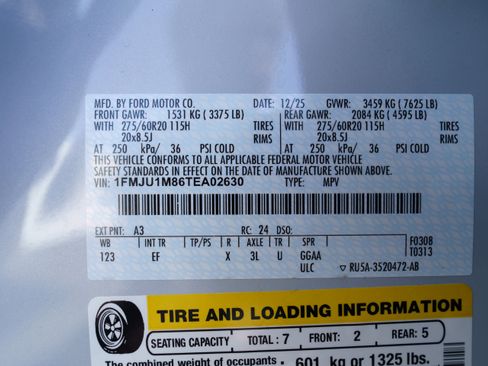 MFD. BY FORD MOTOR CO. DATE: 12/25 GVWR: 3459 KG ( 7625 LB)
FRONT GAWR: 1531 KG ( 3375 LB) REAR GAWR: 2084 KG ( 4595 LB)
WITH 275/60R20 115H TIRES WITH 275/60R20 115H TIRES
20x8.5J RIMS 20x8.5J RIMS
AT 250 kPa/ 36 PSI COLD AT 250 kPa/ 36 PSI COLD
THIS VEHICLE CONFORMS TO ALL APPLICABLE FEDERAL MOTOR VEHICLE
SAFETY STANDARDS IN EFFECT ON THE DATE OF MANUFACTURE SHOWN ABOVE.
VIN: 1FMJU1M86TEA02630 TYPE: MPV
EXT PNT: A3 RC: 24 DSO:
WB INT TR TP/PS R AXLE TR SPR F0308
123 EF X 3L U GGAA T0313
ULC ▽ RU5A-3520472-AB
TIRE AND LOADING INFORMATION
SEATING CAPACITY TOTAL: 7 FRONT: 2 REAR: 5
The combined weight of occupants 601 kg or 1325 lbs.